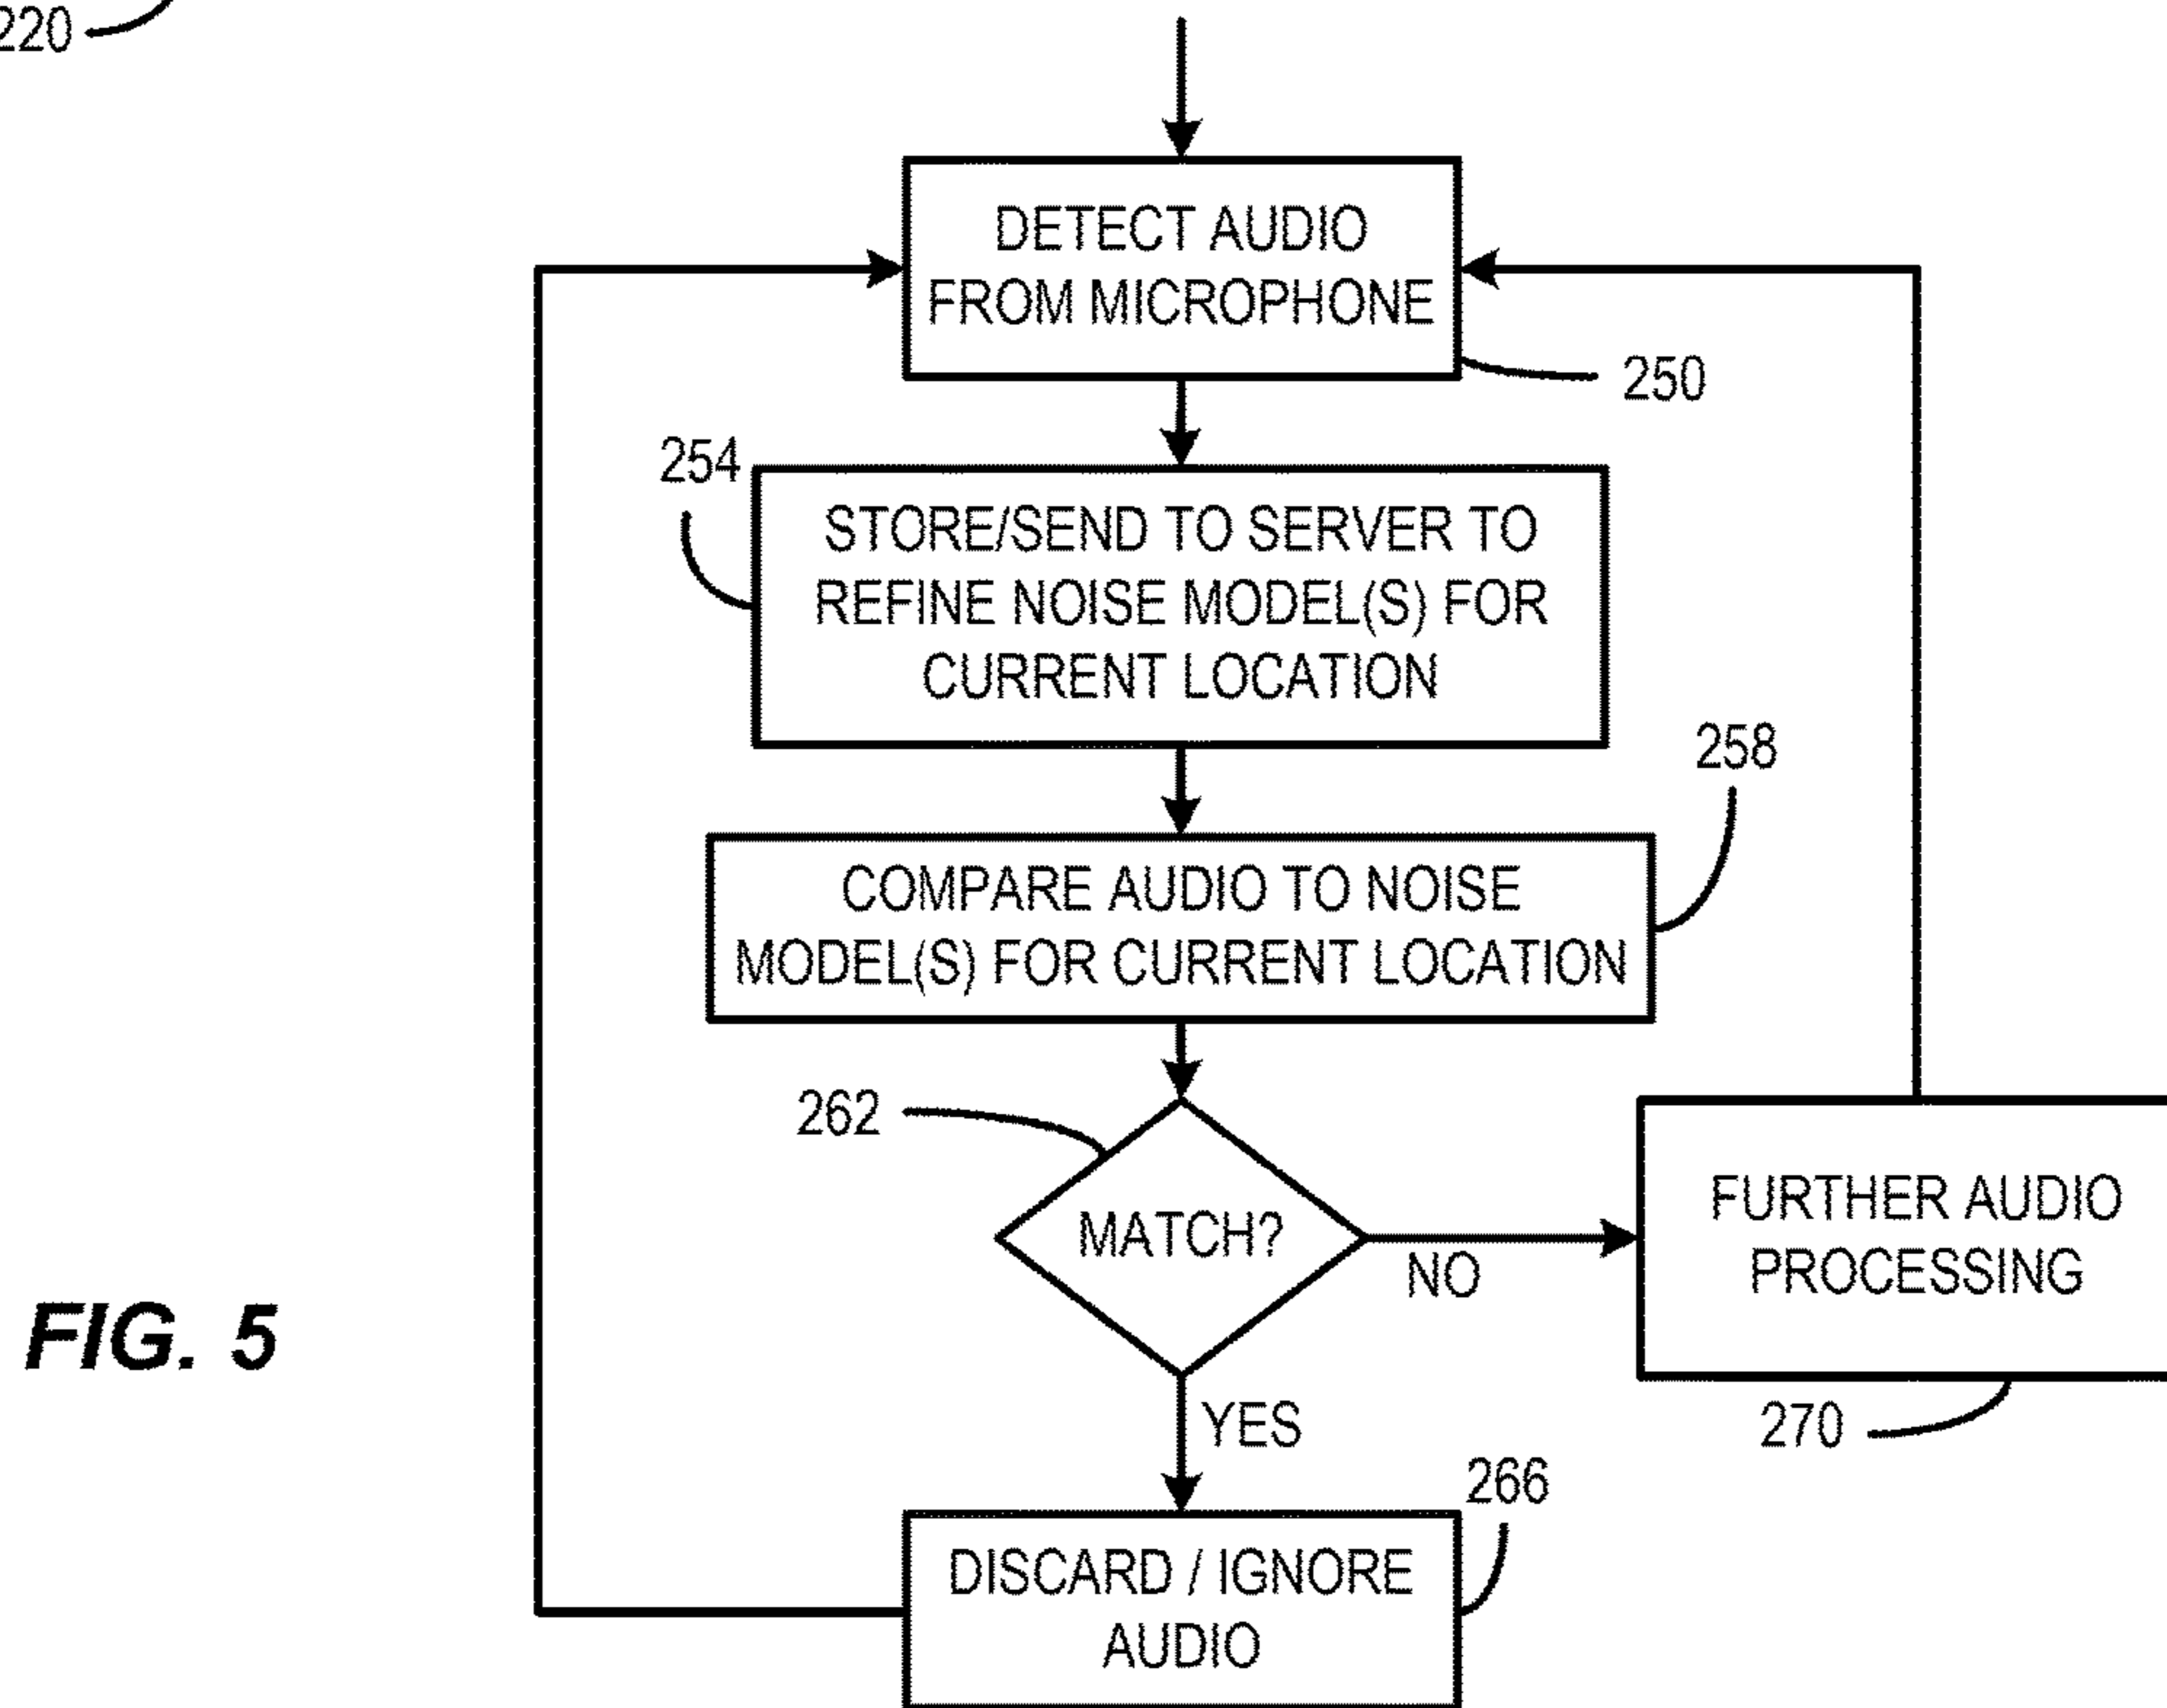 220
DETECT AUDIO
FROM MICROPHONE
250
254
STORE/SEND TO SERVER TO
REFINE NOISE MODEL(S) FOR
CURRENT LOCATION
258
COMPARE AUDIO TO NOISE
MODEL(S) FOR CURRENT LOCATION
262
MATCH?
NO
FURTHER AUDIO
PROCESSING
270
YES
266
DISCARD / IGNORE
AUDIO
FIG. 5